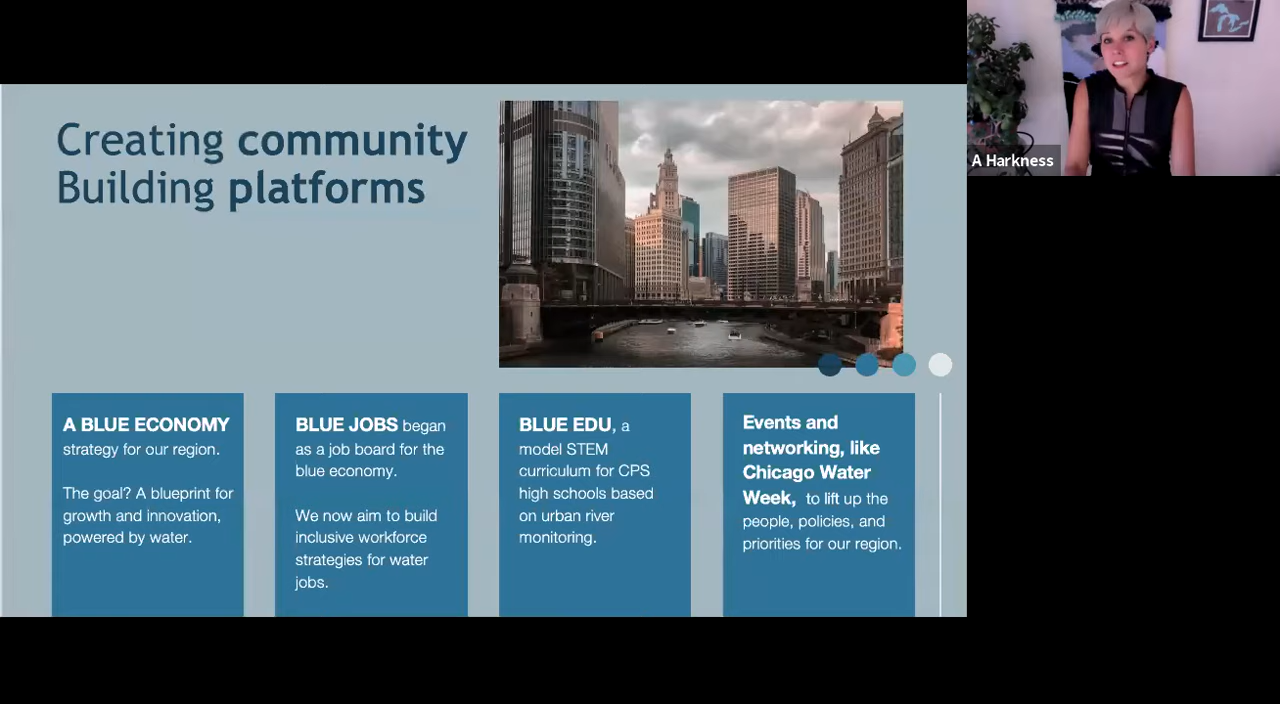 Creating community
Building platforms
A Harkness
A BLUE ECONOMY
strategy for our region.
The goal? A blueprint for
growth and innovation,
powered by water.
BLUE JOBS began
as a job board for the
blue economy.
We now aim to build
inclusive workforce
strategies for water
jobs.
BLUE EDU, a
model STEM
curriculum for CPS
high schools based
on urban river
monitoring.
Events and
networking, like
Chicago Water
Week, to lift up the
people, policies, and
priorities for our region.